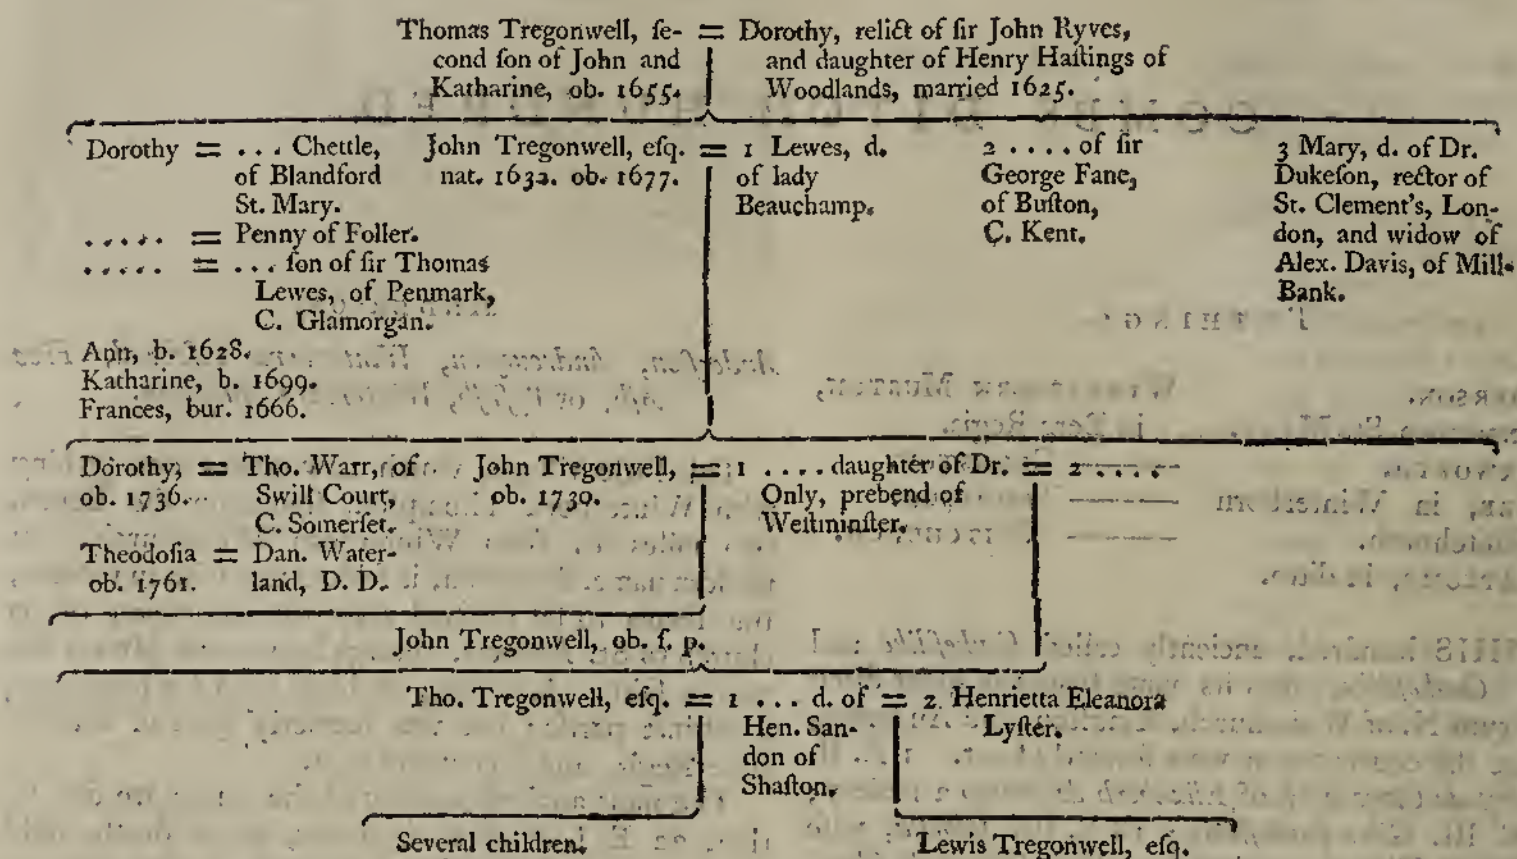 Thomas Tregonwell, ſe- = Dorothy, relict of ſir John Ryves,
cond ſon of John and and daughter of Henry Haſtings of
Katharine, ob. 1655. Woodlands, married 1625.
Dorothy = ... Chettle, John Tregonwell, eſq. = 1 Lewes, d. 2 .... of ſir 3 Mary, d. of Dr.
of Blandford nat. 1632. ob. 1677. of lady George Fane, Dukeſon, rector of
St. Mary. Beauchamp. of Buſton, St. Clement's, Lon-
..... = Penny of Foller. C. Kent. don, and widow of
..... = ... ſon of ſir Thomas Alex. Davis, of Mill-
Lewes, of Penmark, Bank.
C. Glamorgan.
Ann, b. 1628.
Katharine, b. 1699.
Frances, bur. 1666.
Dorothy, = Tho. Warr, of John Tregonwell, = 1 .... daughter of Dr. = 2 ....
ob. 1736. Swill Court, ob. 1730. Only, prebend of
C. Somerſet. Weſtminſter.
Theodoſia = Dan. Water-
ob. 1761. land, D. D.
John Tregonwell, ob. ſ. p.
Tho. Tregonwell, eſq. = 1 ... d. of = 2 Henrietta Eleanora
Hen. San- Lyſter.
don of
Shaſton.
Several children. Lewis Tregonwell, eſq.